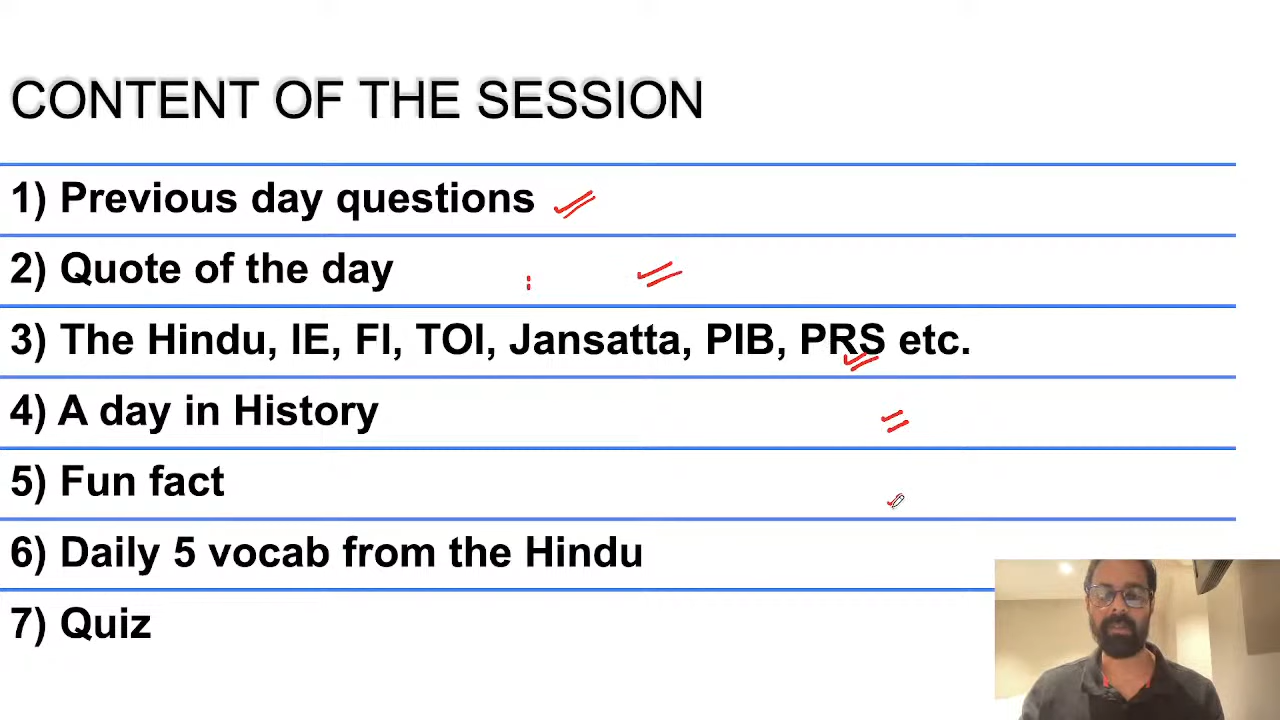 CONTENT OF THE SESSION
1) Previous day questions
2) Quote of the day
3) The Hindu, IE, FI, TOI, Jansatta, PIB, PRS etc.
4) A day in History
5) Fun fact
6) Daily 5 vocab from the Hindu
7) Quiz